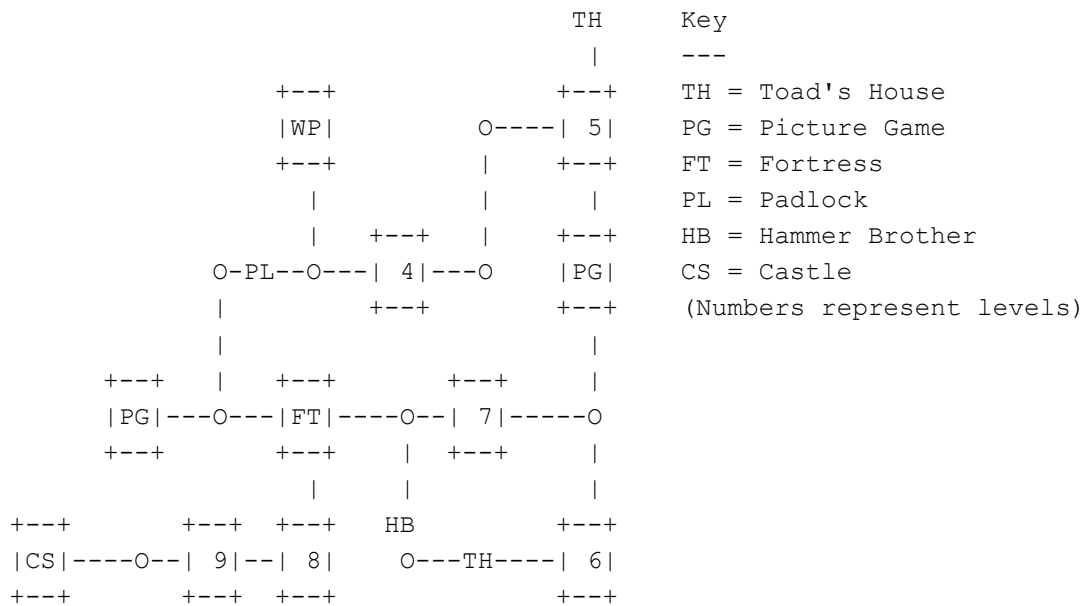 TH      Key
                                        |      ---
                  +--+                +--+     TH = Toad's House
                  |WP|          O----| 5|     PG = Picture Game
                  +--+          |    +--+     FT = Fortress
                    |           |      |      PL = Padlock
                    |   +--+    |    +--+     HB = Hammer Brother
              O-PL--O---| 4|---O    |PG|     CS = Castle
              |         +--+         +--+     (Numbers represent levels)
              |                        |
      +--+    |   +--+       +--+      |
      |PG|---O---|FT|----O--| 7|-----O
      +--+       +--+    |  +--+     |
                   |     |           |
+--+       +--+  +--+   HB         +--+
|CS|----O--| 9|--| 8|    O---TH----| 6|
+--+       +--+  +--+              +--+